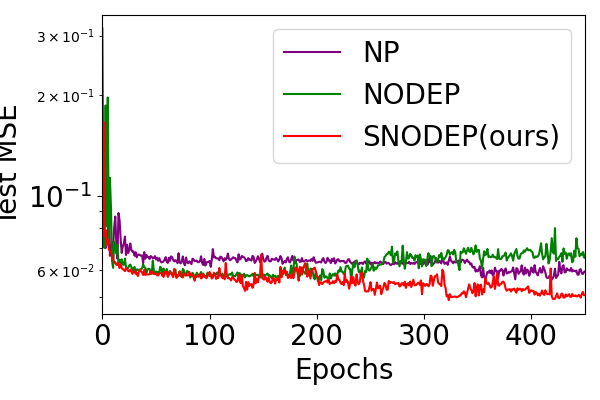 3 × 10⁻¹
2 × 10⁻¹
10⁻¹
6 × 10⁻²
Test MSE
NP
NODEP
SNODEP(ours)
0 100 200 300 400
Epochs